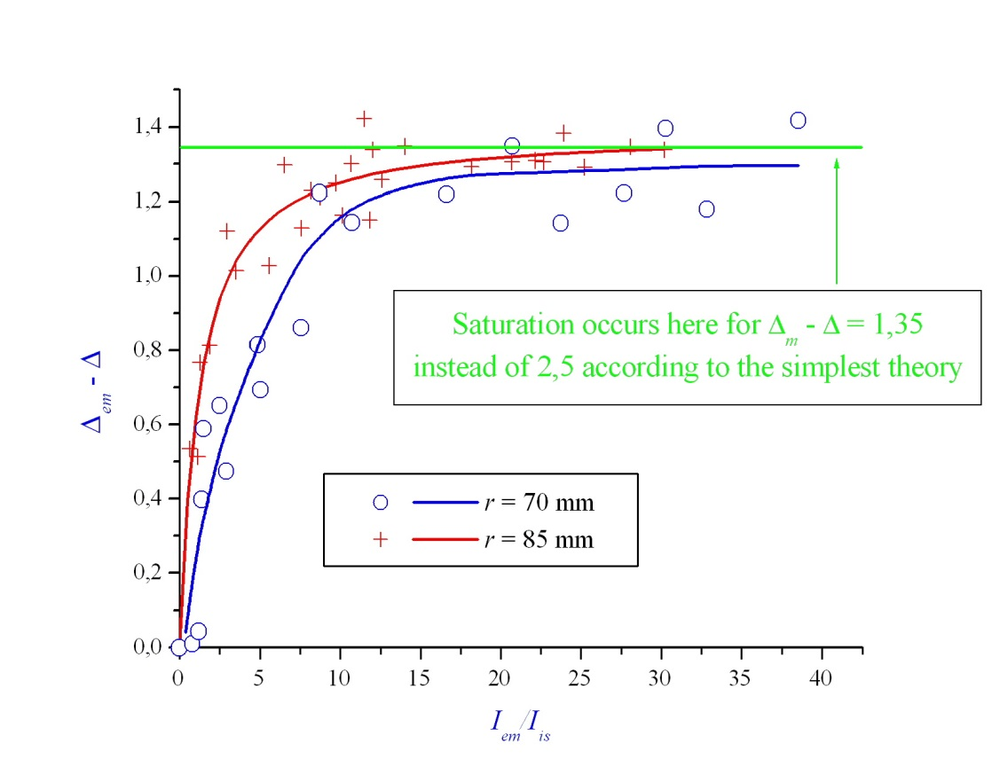 1,4
1,2
1,0
0,8
0,6
0,4
0,2
0,0
Δem - Δ
0 5 10 15 20 25 30 35 40
Iem/Iis
Saturation occurs here for Δm - Δ = 1,35
instead of 2,5 according to the simplest theory
r = 70 mm
r = 85 mm